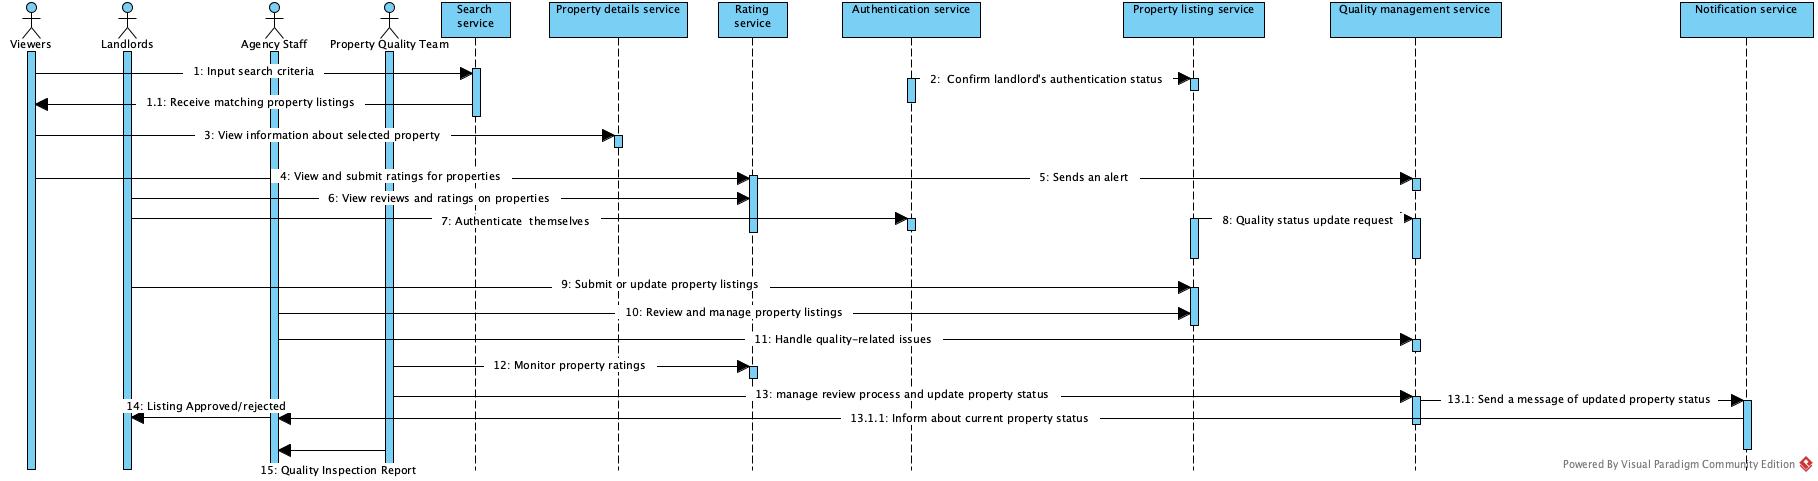 Search
service
Property details service
Rating
service
Authentication service
Property listing service
Quality management service
Notification service
Viewers
Landlords
Agency Staff
Property Quality Team
1: Input search criteria
2:  Confirm landlord's authentication status
1.1: Receive matching property listings
3: View information about selected property
4: View and submit ratings for properties
5: Sends an alert
6: View reviews and ratings on properties
7: Authenticate  themselves
8: Quality status update request
9: Submit or update property listings
10: Review and manage property listings
11: Handle quality-related issues
12: Monitor property ratings
13: manage review process and update property status
13.1: Send a message of updated property status
14: Listing Approved/rejected
13.1.1: Inform about current property status
15: Quality Inspection Report
Powered By Visual Paradigm Community Edition